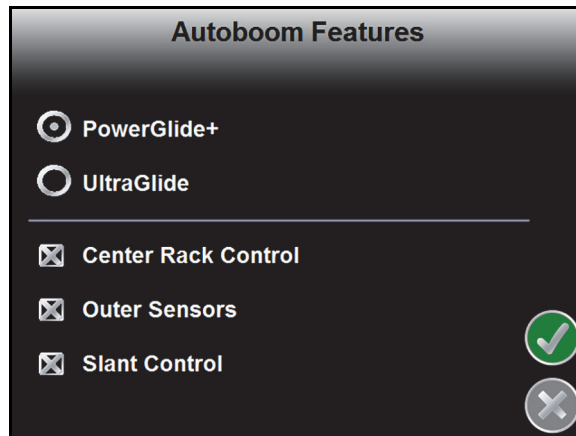 Autoboom Features
PowerGlide+
UltraGlide
Center Rack Control
Outer Sensors
Slant Control